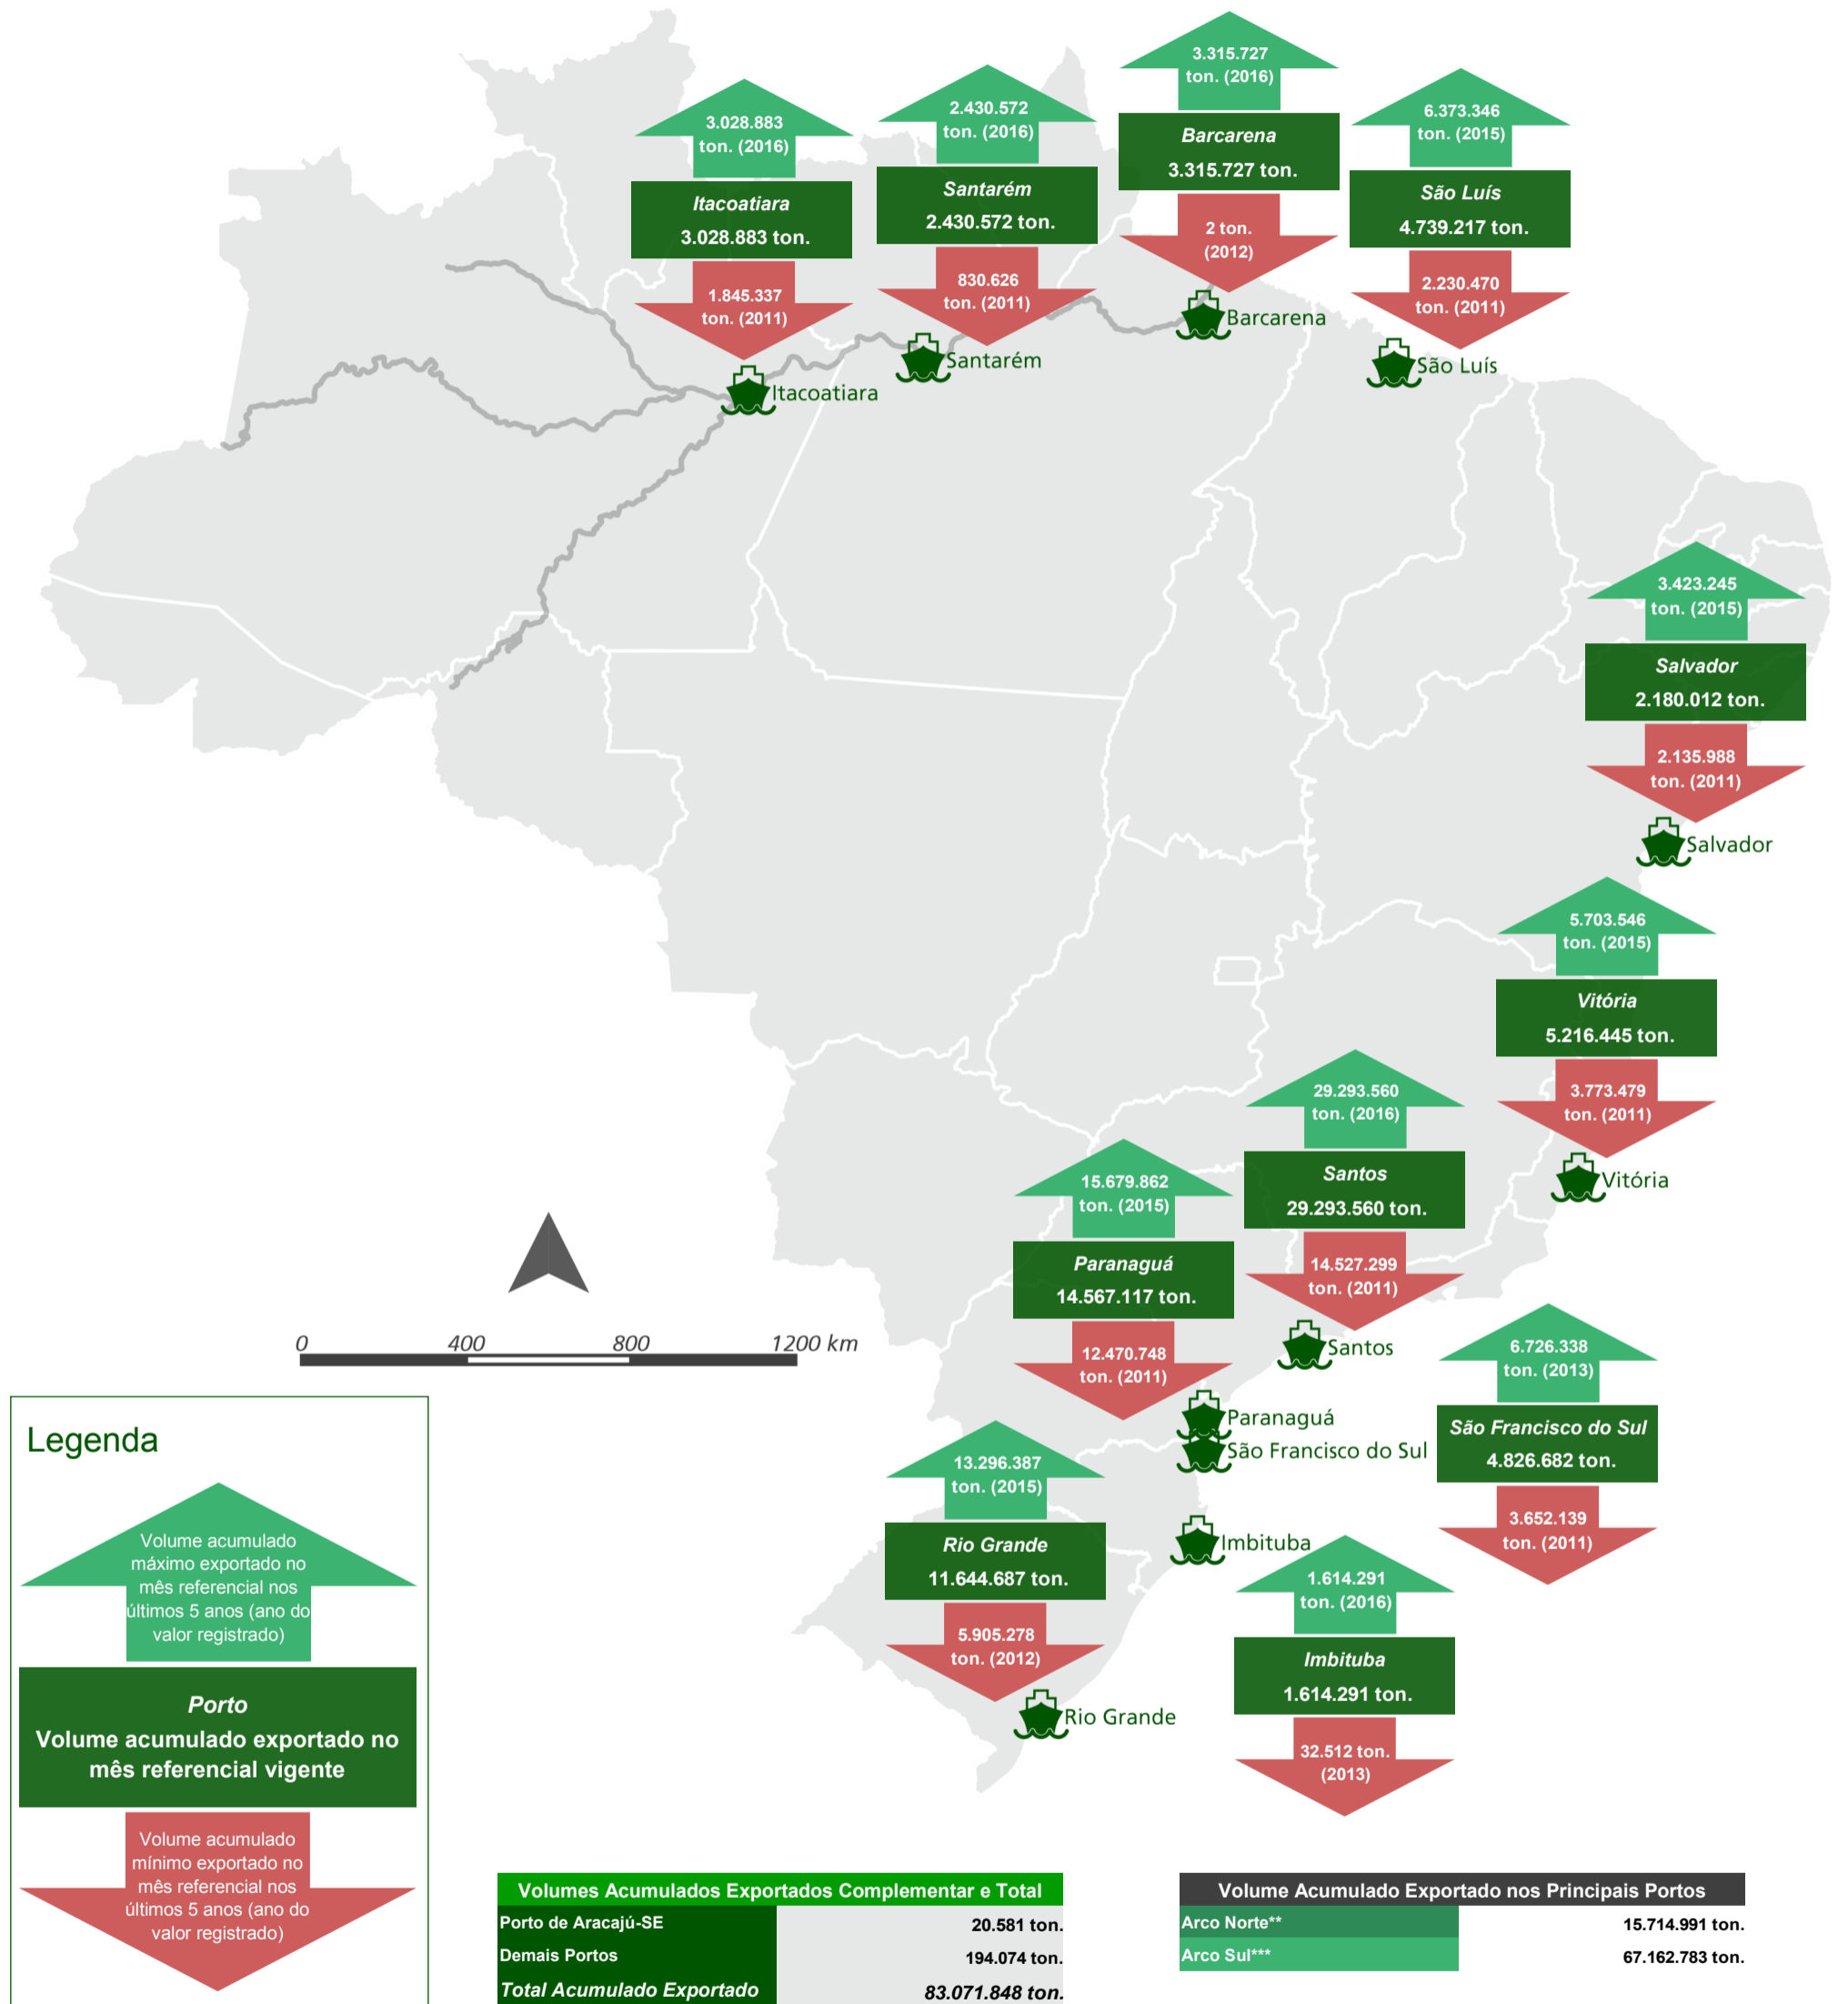 3.315.727
ton. (2016)
Barcarena
3.315.727 ton.
2 ton.
(2012)
Barcarena
6.373.346
ton. (2015)
São Luís
4.739.217 ton.
2.230.470
ton. (2011)
São Luís
2.430.572
ton. (2016)
Santarém
2.430.572 ton.
830.626
ton. (2011)
Santarém
3.028.883
ton. (2016)
Itacoatiara
3.028.883 ton.
1.845.337
ton. (2011)
Itacoatiara
3.423.245
ton. (2015)
Salvador
2.180.012 ton.
2.135.988
ton. (2011)
Salvador
5.703.546
ton. (2015)
Vitória
5.216.445 ton.
3.773.479
ton. (2011)
Vitória
29.293.560
ton. (2016)
Santos
29.293.560 ton.
14.527.299
ton. (2011)
Santos
15.679.862
ton. (2015)
Paranaguá
14.567.117 ton.
12.470.748
ton. (2011)
Paranaguá
São Francisco do Sul
6.726.338
ton. (2013)
São Francisco do Sul
4.826.682 ton.
3.652.139
ton. (2011)
13.296.387
ton. (2015)
Rio Grande
11.644.687 ton.
5.905.278
ton. (2012)
Rio Grande
Imbituba
1.614.291
ton. (2016)
Imbituba
1.614.291 ton.
32.512 ton.
(2013)
0 400 800 1200 km
Legenda
Volume acumulado
máximo exportado no
mês referencial nos
últimos 5 anos (ano do
valor registrado)
Porto
Volume acumulado exportado no
mês referencial vigente
Volume acumulado
mínimo exportado no
mês referencial nos
últimos 5 anos (ano do
valor registrado)
Volumes Acumulados Exportados Complementar e Total
Porto de Aracajú-SE 20.581 ton.
Demais Portos 194.074 ton.
Total Acumulado Exportado 83.071.848 ton.
Volume Acumulado Exportado nos Principais Portos
Arco Norte** 15.714.991 ton.
Arco Sul*** 67.162.783 ton.